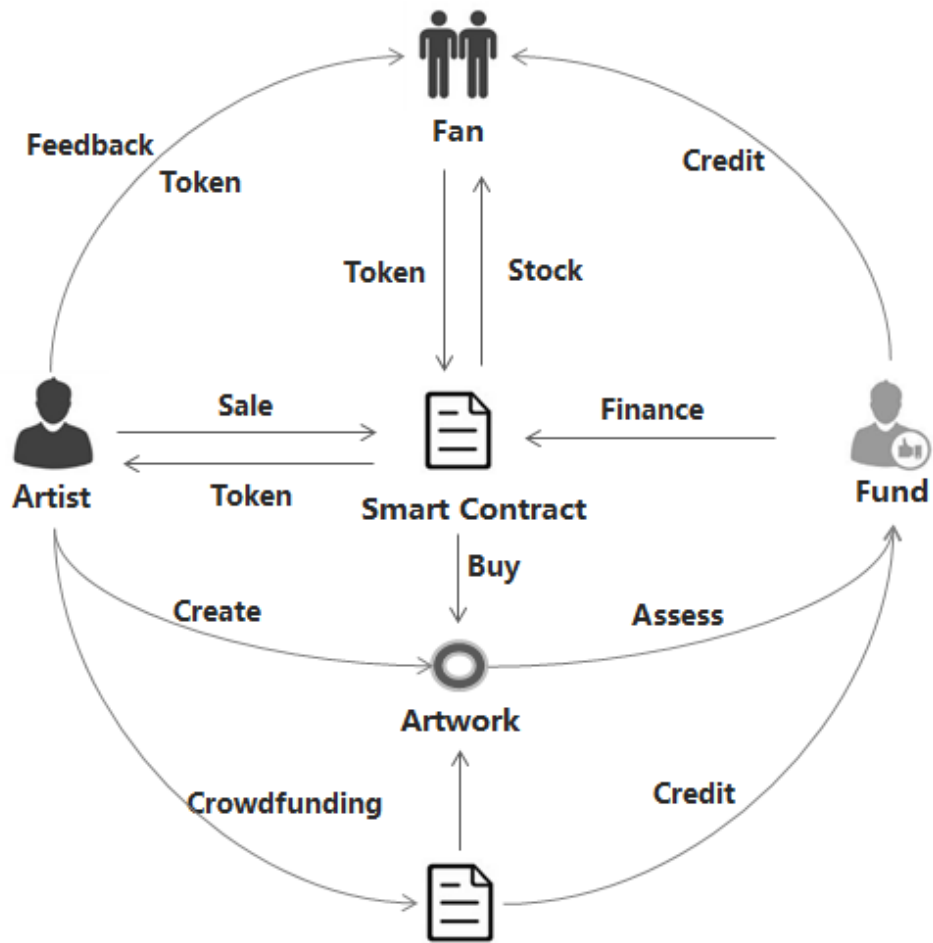 Fan
Feedback
Token
Credit
Token
Stock
Sale
Finance
Artist
Token
Smart Contract
Fund
Buy
Create
Assess
Artwork
Crowdfunding
Credit